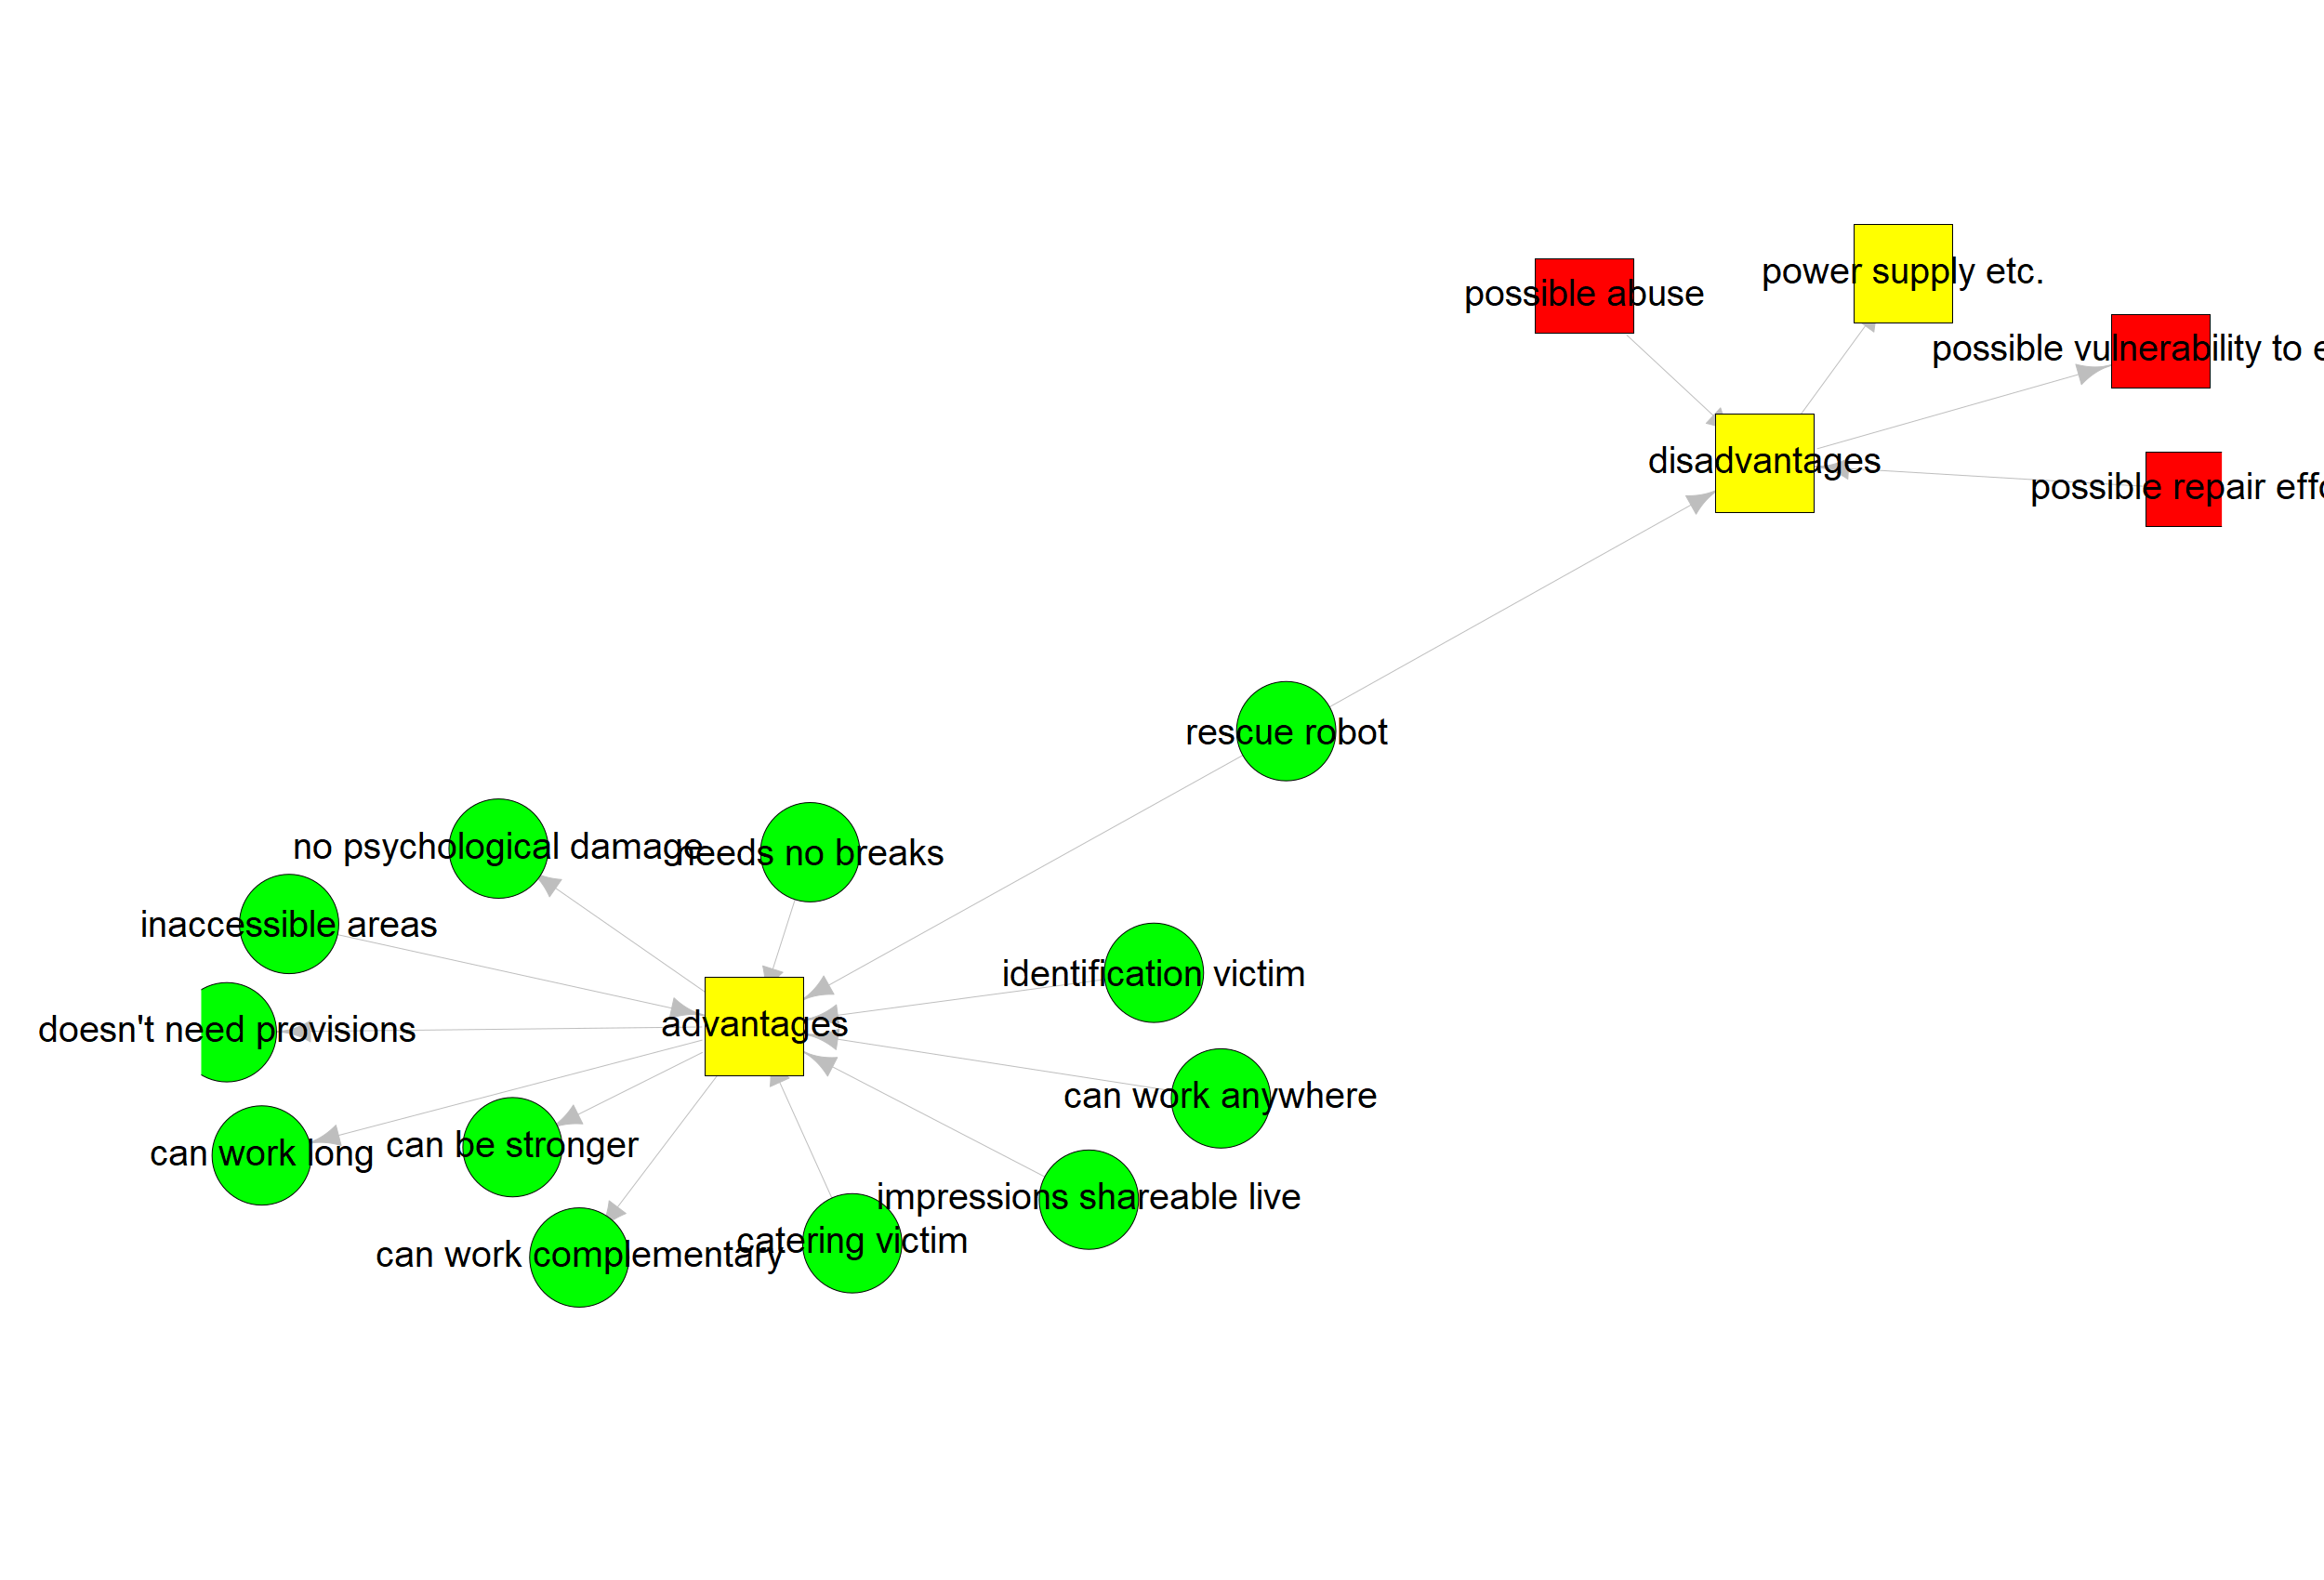 power supply etc.
possible abuse
possible vulnerability to
disadvantages
possible repair
rescue robot
no psychological damage
needs no breaks
inaccessible areas
identification victim
advantages
doesn't need provisions
can work anywhere
can be stronger
can work long
impressions shareable live
catering victim
can work complementary